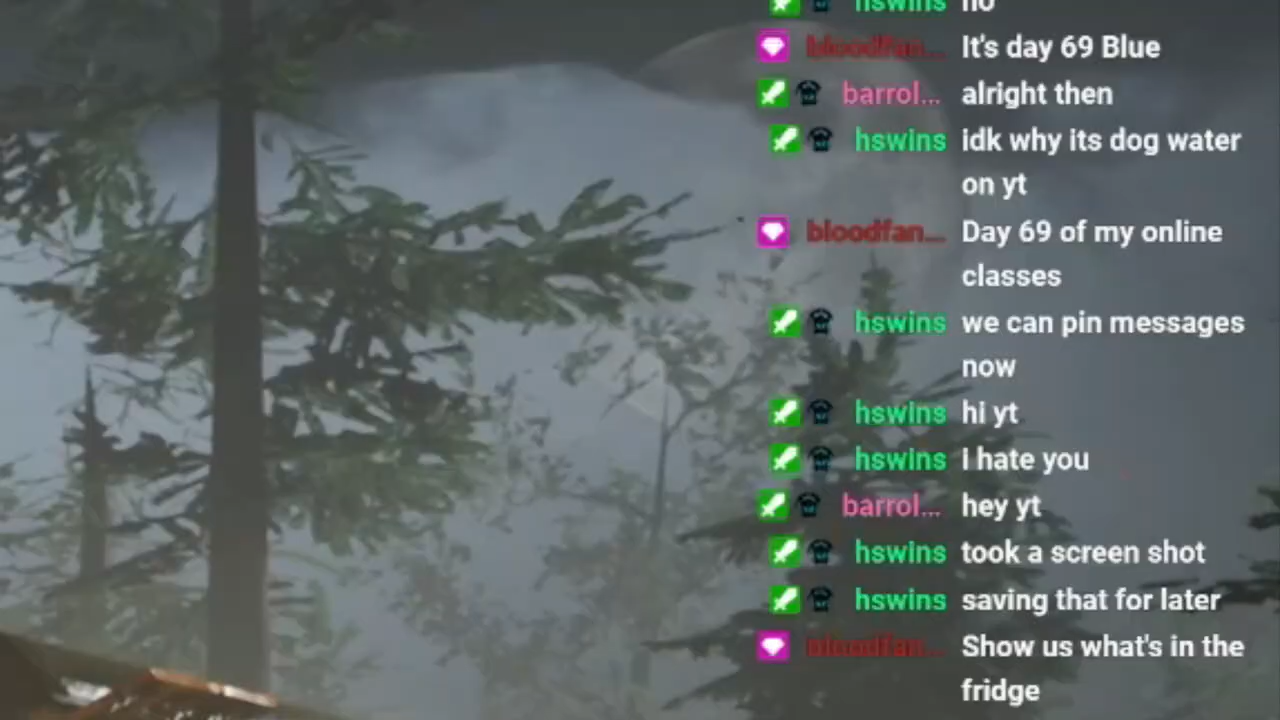 hswins no
bloodfan... It's day 69 Blue
barrol... alright then
hswins idk why its dog water
on yt
bloodfan... Day 69 of my online
classes
hswins we can pin messages
now
hswins hi yt
hswins I hate you
barrol... hey yt
hswins took a screen shot
hswins saving that for later
bloodfan... Show us what's in the
fridge